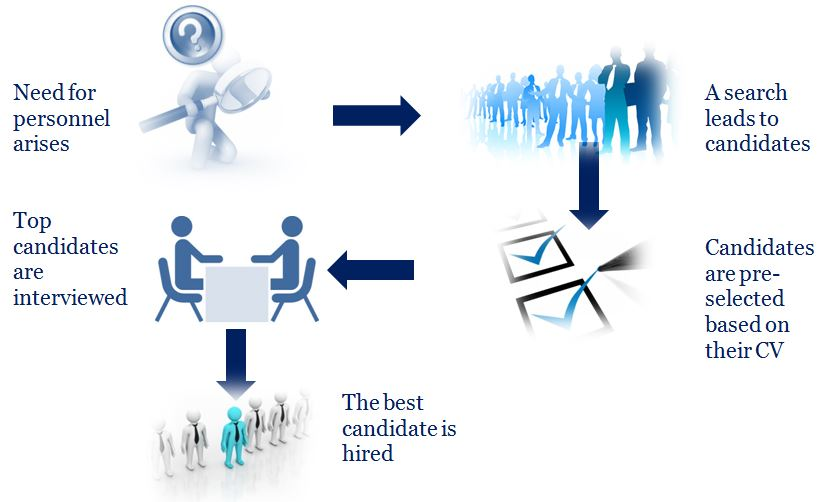 Need for
personnel
arises
A search
leads to
candidates
Candidates
are pre-
selected
based on
their CV
Top
candidates
are
interviewed
The best
candidate is
hired